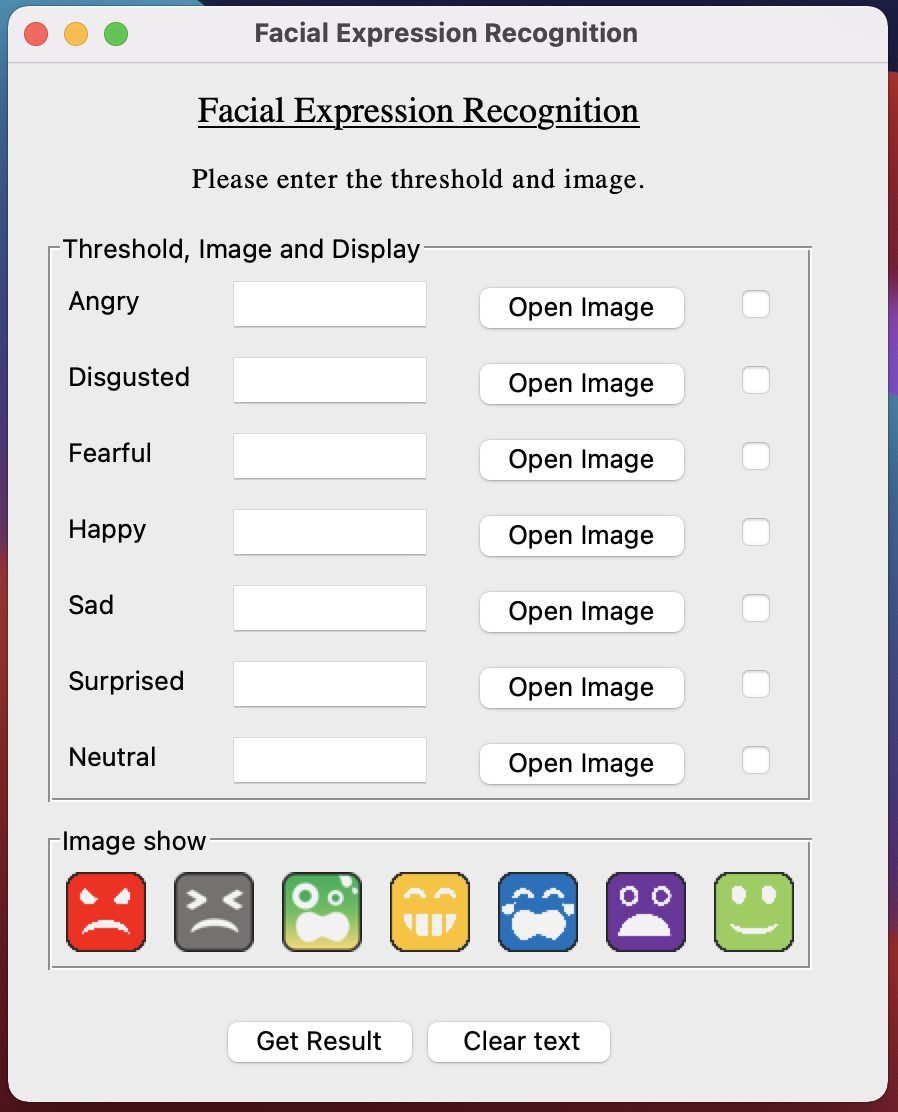 Facial Expression Recognition
Facial Expression Recognition
Please enter the threshold and image.
Threshold, Image and Display
Angry Open Image
Disgusted Open Image
Fearful Open Image
Happy Open Image
Sad Open Image
Surprised Open Image
Neutral Open Image
Image show
Get Result Clear text